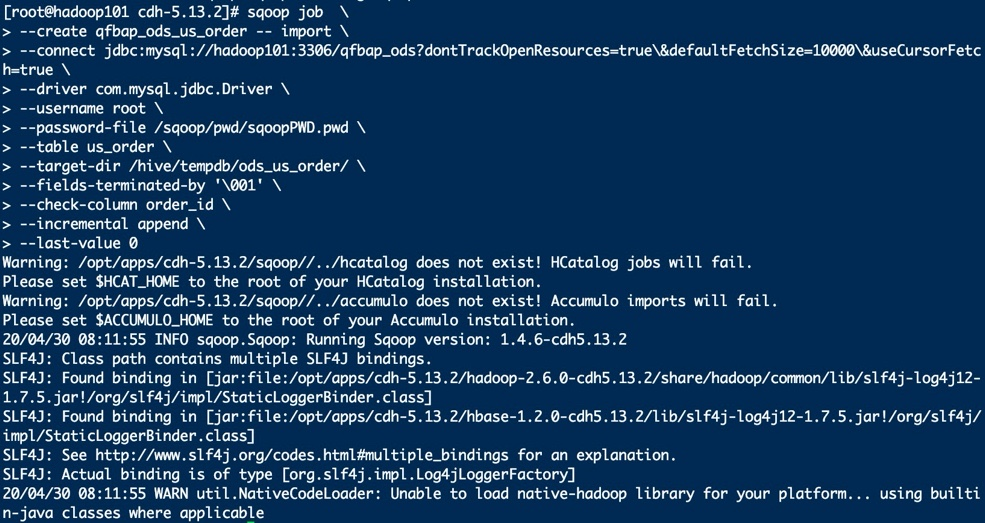 [root@hadoop101 cdh-5.13.2]# sqoop job  \
> --create qfbap_ods_us_order -- import \
> --connect jdbc:mysql://hadoop101:3306/qfbap_ods?dontTrackOpenResources=true\&defaultFetchSize=10000\&useCursorFetc
h=true \
> --driver com.mysql.jdbc.Driver \
> --username root \
> --password-file /sqoop/pwd/sqoopPWD.pwd \
> --table us_order \
> --target-dir /hive/tempdb/ods_us_order/ \
> --fields-terminated-by '\001' \
> --check-column order_id \
> --incremental append \
> --last-value 0
Warning: /opt/apps/cdh-5.13.2/sqoop//../hcatalog does not exist! HCatalog jobs will fail.
Please set $HCAT_HOME to the root of your HCatalog installation.
Warning: /opt/apps/cdh-5.13.2/sqoop//../accumulo does not exist! Accumulo imports will fail.
Please set $ACCUMULO_HOME to the root of your Accumulo installation.
20/04/30 08:11:55 INFO sqoop.Sqoop: Running Sqoop version: 1.4.6-cdh5.13.2
SLF4J: Class path contains multiple SLF4J bindings.
SLF4J: Found binding in [jar:file:/opt/apps/cdh-5.13.2/hadoop-2.6.0-cdh5.13.2/share/hadoop/common/lib/slf4j-log4j12-
1.7.5.jar!/org/slf4j/impl/StaticLoggerBinder.class]
SLF4J: Found binding in [jar:file:/opt/apps/cdh-5.13.2/hbase-1.2.0-cdh5.13.2/lib/slf4j-log4j12-1.7.5.jar!/org/slf4j/
impl/StaticLoggerBinder.class]
SLF4J: See http://www.slf4j.org/codes.html#multiple_bindings for an explanation.
SLF4J: Actual binding is of type [org.slf4j.impl.Log4jLoggerFactory]
20/04/30 08:11:55 WARN util.NativeCodeLoader: Unable to load native-hadoop library for your platform... using builti
n-java classes where applicable